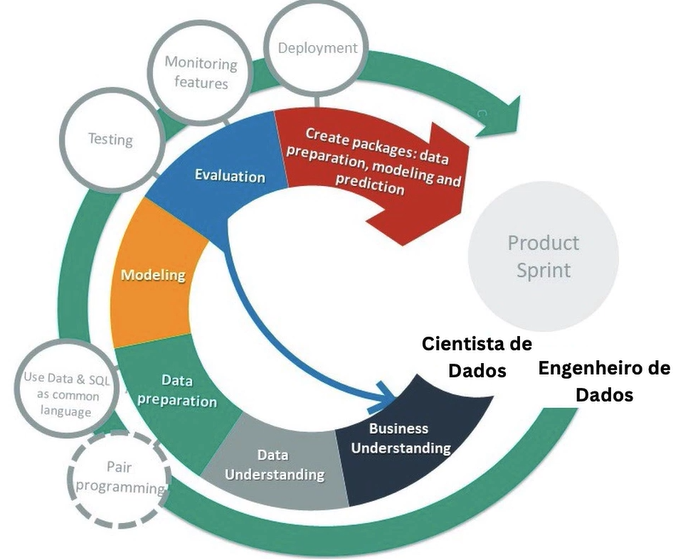 Deployment
Monitoring
features
Testing
Create packages: data
preparation, modeling and
prediction
Evaluation
Modeling
Product
Sprint
Cientista de
Dados
Engenheiro de
Dados
Use Data & SQL
as common
language
Data
preparation
Business
Understanding
Data
Understanding
Pair
programming